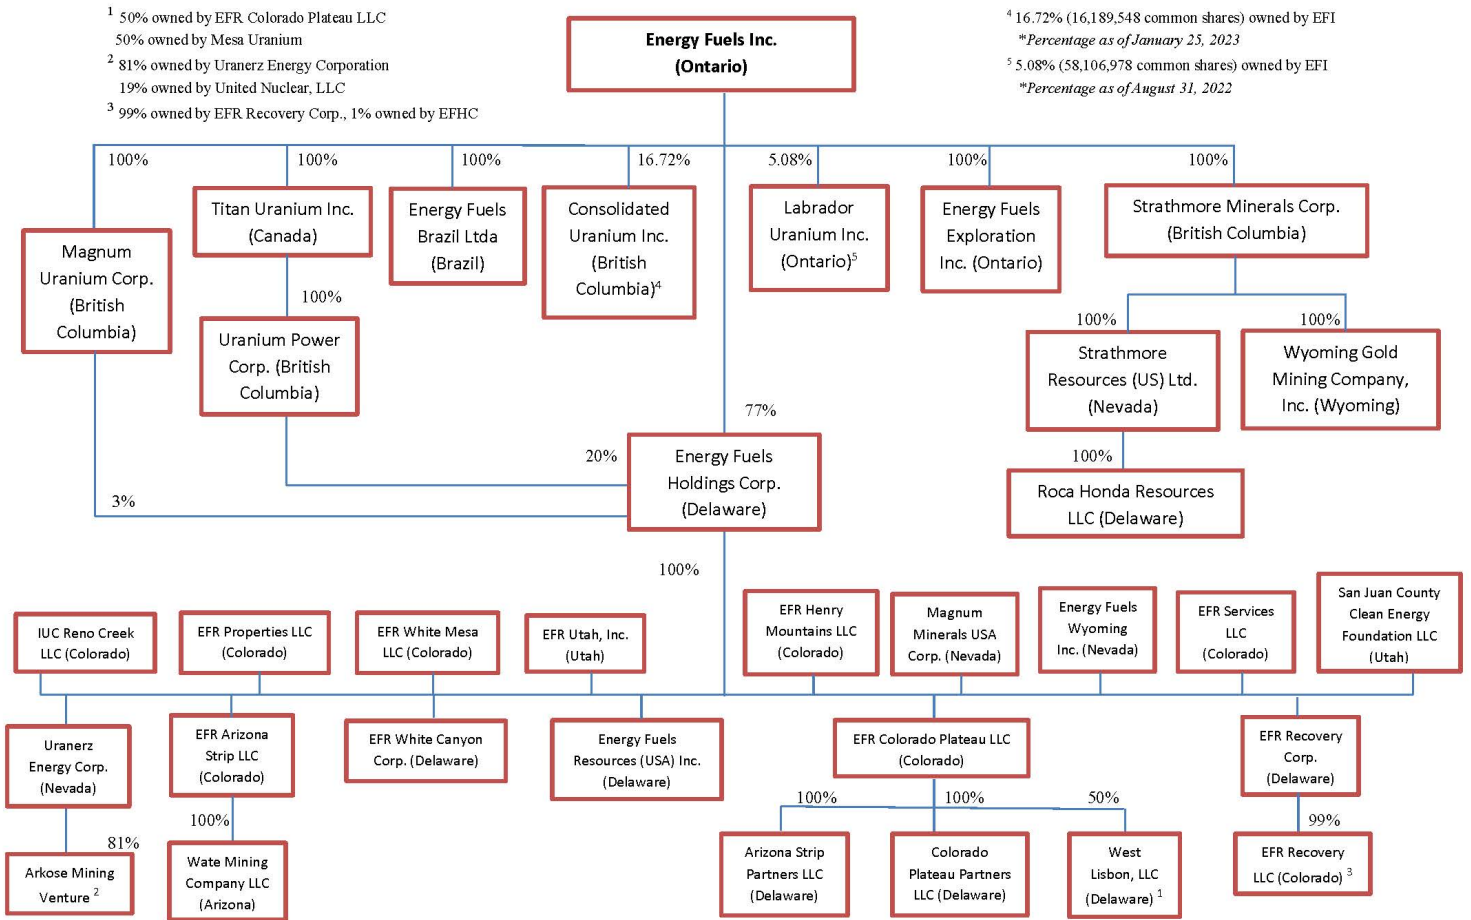 1 50% owned by EFR Colorado Plateau LLC
50% owned by Mesa Uranium
2 81% owned by Uranerz Energy Corporation
19% owned by United Nuclear, LLC
3 99% owned by EFR Recovery Corp., 1% owned by EFHC
Energy Fuels Inc.
(Ontario)
4 16.72% (16,189,548 common shares) owned by EFI
*Percentage as of January 25, 2023
5 5.08% (58,106,978 common shares) owned by EFI
*Percentage as of August 31, 2022
100%
100%
100%
16.72%
5.08%
100%
100%
Magnum
Uranium Corp.
(British
Columbia)
Titan Uranium Inc.
(Canada)
Energy Fuels
Brazil Ltda
(Brazil)
Consolidated
Uranium Inc.
(British
Columbia)4
Labrador
Uranium Inc.
(Ontario)5
Energy Fuels
Exploration
Inc. (Ontario)
Strathmore Minerals Corp.
(British Columbia)
100%
Uranium Power
Corp. (British
Columbia)
100%
100%
Strathmore
Resources (US) Ltd.
(Nevada)
Wyoming Gold
Mining Company,
Inc. (Wyoming)
77%
20%
3%
Energy Fuels
Holdings Corp.
(Delaware)
100%
Roca Honda Resources
LLC (Delaware)
100%
IUC Reno Creek
LLC (Colorado)
EFR Properties LLC
(Colorado)
EFR White Mesa
LLC (Colorado)
EFR Utah, Inc.
(Utah)
EFR Henry
Mountains LLC
(Colorado)
Magnum
Minerals USA
Corp. (Nevada)
Energy Fuels
Wyoming
Inc. (Nevada)
EFR Services
LLC
(Colorado)
San Juan County
Clean Energy
Foundation LLC
(Utah)
Uranerz
Energy Corp.
(Nevada)
EFR Arizona
Strip LLC
(Colorado)
EFR White Canyon
Corp. (Delaware)
Energy Fuels
Resources (USA) Inc.
(Delaware)
EFR Colorado Plateau LLC
(Colorado)
EFR Recovery
Corp.
(Delaware)
81%
100%
100%
100%
50%
99%
Arkose Mining
Venture 2
Wate Mining
Company LLC
(Arizona)
Arizona Strip
Partners LLC
(Delaware)
Colorado
Plateau Partners
LLC (Delaware)
West
Lisbon, LLC
(Delaware) 1
EFR Recovery
LLC (Colorado) 3